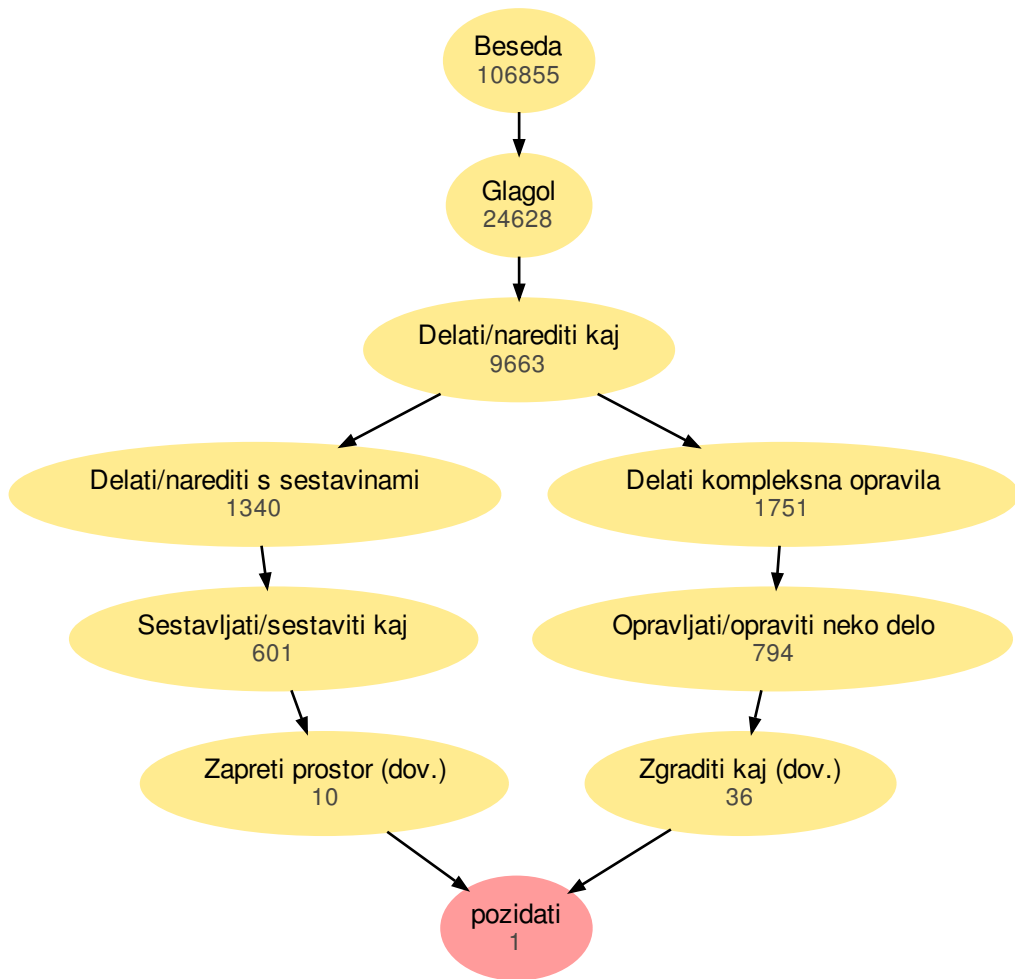 Beseda
106855
Glagol
24628
Delati/narediti kaj
9663
Delati/narediti s sestavinami
1340
Delati kompleksna opravila
1751
Sestavljati/sestaviti kaj
601
Opravljati/opraviti neko delo
794
Zapreti prostor (dov.)
10
Zgraditi kaj (dov.)
36
pozidati
1